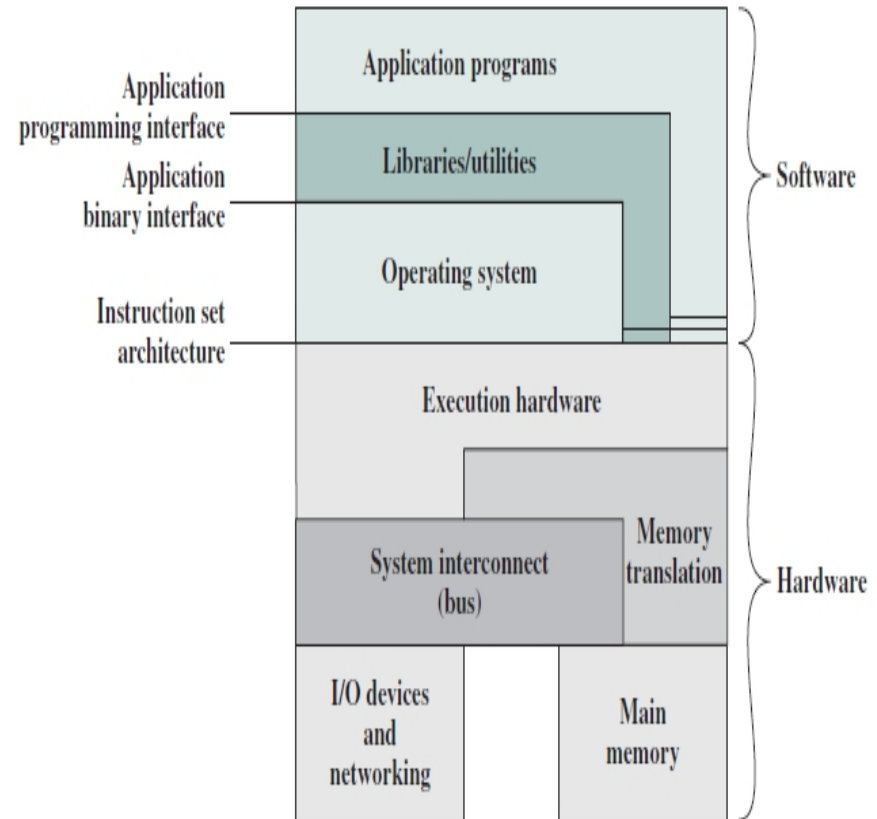 Application programs
Application
programming interface
Libraries/utilities
Application
binary interface
Software
Operating system
Instruction set
architecture
Execution hardware
Memory
translation
System interconnect
(bus)
Hardware
I/O devices
and
networking
Main
memory